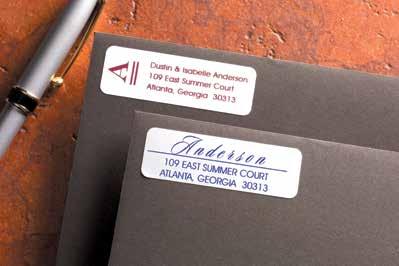 A
Dustin & Isabelle Anderson
109 East Summer Court
Atlanta, Georgia 30313
Anderson
109 EAST SUMMER COURT
ATLANTA, GEORGIA 30313